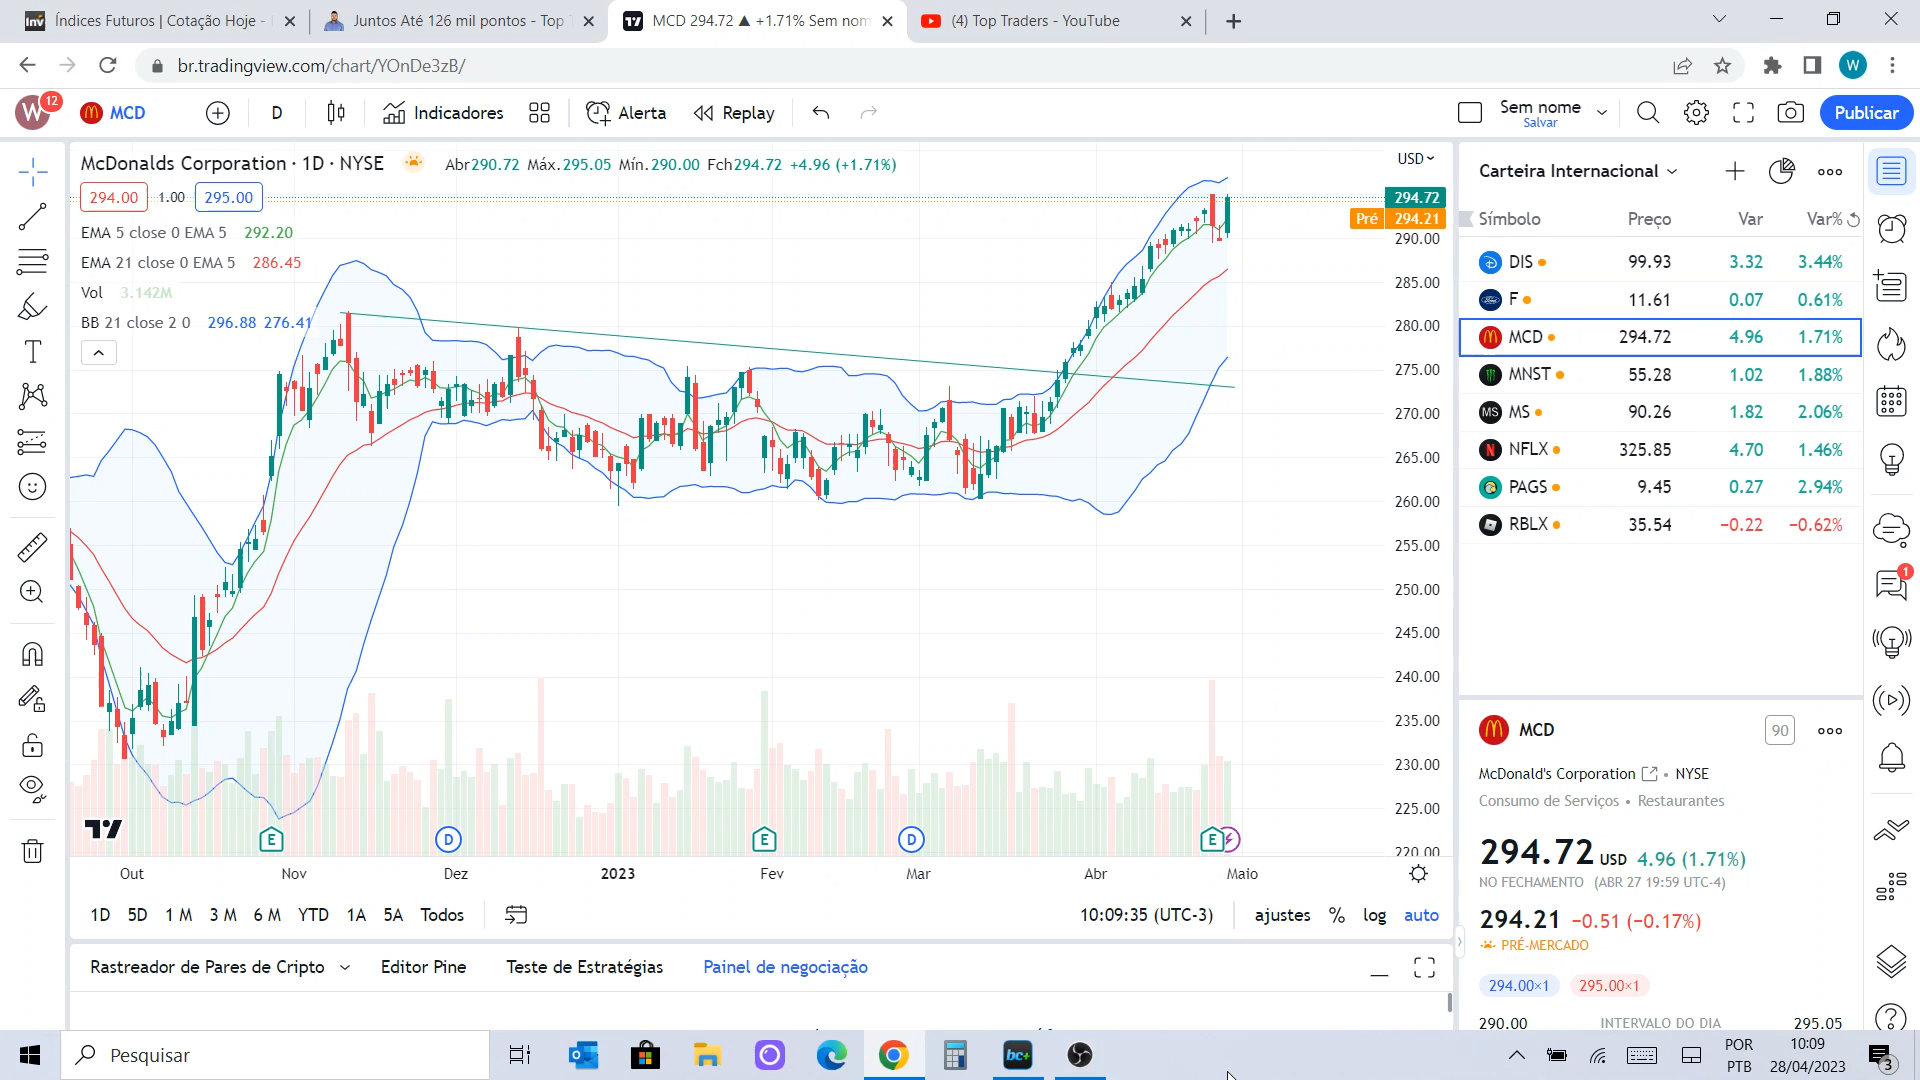 Índices Futuros | Cotação Hoje -
Juntos Até 126 mil pontos - Top
MCD 294.72 ▲ +1.71% Sem nom
(4) Top Traders - YouTube
br.tradingview.com/chart/YOnDe3zB/
W
W 12
MCD
D
Indicadores
Alerta
Replay
Sem nome
Salvar
Publicar
McDonalds Corporation · 1D · NYSE
Abr290.72 Máx.295.05 Mín.290.00 Fch294.72 +4.96 (+1.71%)
294.00 1.00 295.00
EMA 5 close 0 EMA 5 292.20
EMA 21 close 0 EMA 5 286.45
Vol 3.142M
BB 21 close 2 0 296.88 276.41
USD
294.72
Pré 294.21
290.00
285.00
280.00
275.00
270.00
265.00
260.00
255.00
250.00
245.00
240.00
235.00
230.00
225.00
220.00
E D E D E
Out Nov Dez 2023 Fev Mar Abr Maio
1D 5D 1M 3M 6M YTD 1A 5A Todos
10:09:35 (UTC-3) ajustes % log auto
Rastreador de Pares de Cripto Editor Pine Teste de Estratégias Painel de negociação
Carteira Internacional
Símbolo Preço Var Var%
DIS 99.93 3.32 3.44%
F 11.61 0.07 0.61%
MCD 294.72 4.96 1.71%
MNST 55.28 1.02 1.88%
MS MS 90.26 1.82 2.06%
NFLX 325.85 4.70 1.46%
PAGS 9.45 0.27 2.94%
RBLX 35.54 −0.22 −0.62%
1
MCD 90
McDonald's Corporation • NYSE
Consumo de Serviços • Restaurantes
294.72 USD 4.96 (1.71%)
NO FECHAMENTO (ABR 27 19:59 UTC-4)
294.21 −0.51 (−0.17%)
PRÉ-MERCADO
294.00×1 295.00×1
290.00 INTERVALO DO DIA 295.05
Pesquisar
bc+
POR
PTB
10:09
28/04/2023
3